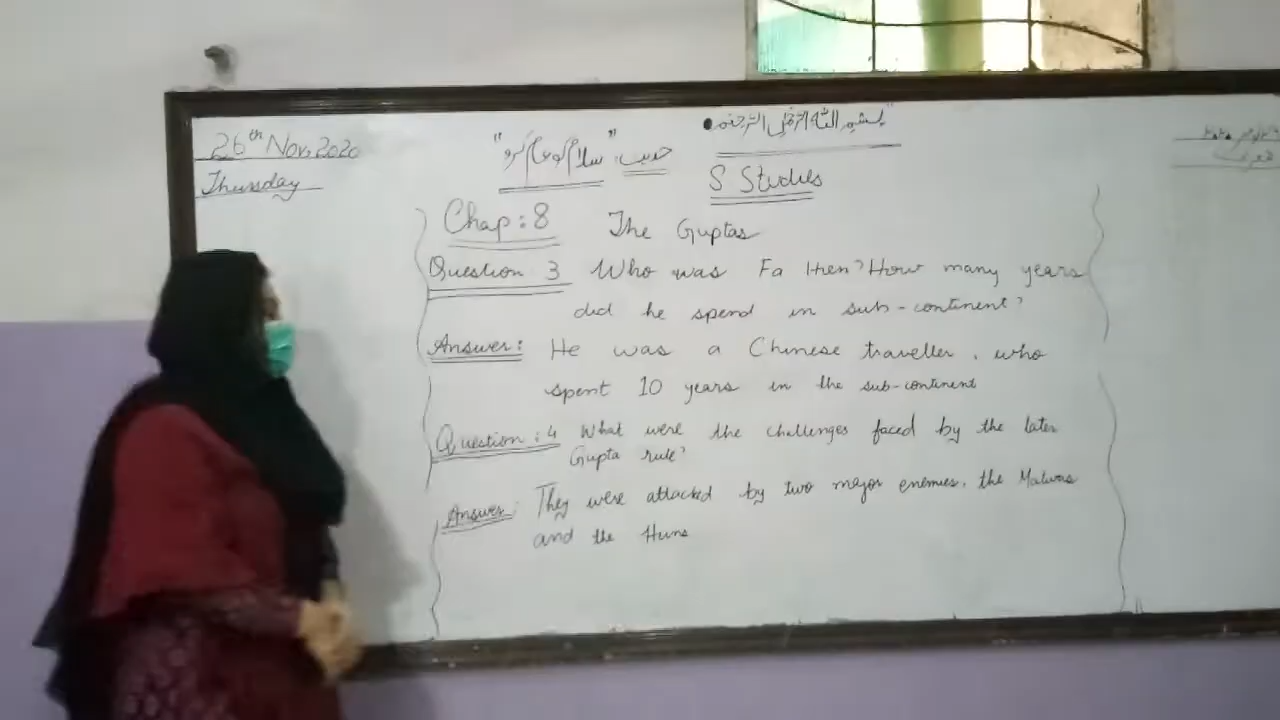 26th Nov, 2020
Thursday
بسم اللہ الرحمن الرحیم
حدیث: "سلام کو عام کرو"
S Studies
Chap: 8 The Guptas
Question 3 Who was Fa Hien? How many years
did he spend in sub-continent?
Answer: He was a Chinese traveller, who
spent 10 years in the sub-continent
Question: 4 What were the challenges faced by the later
Gupta rule?
Answer: They were attacked by two major enemies, the Malwas
and the Huns